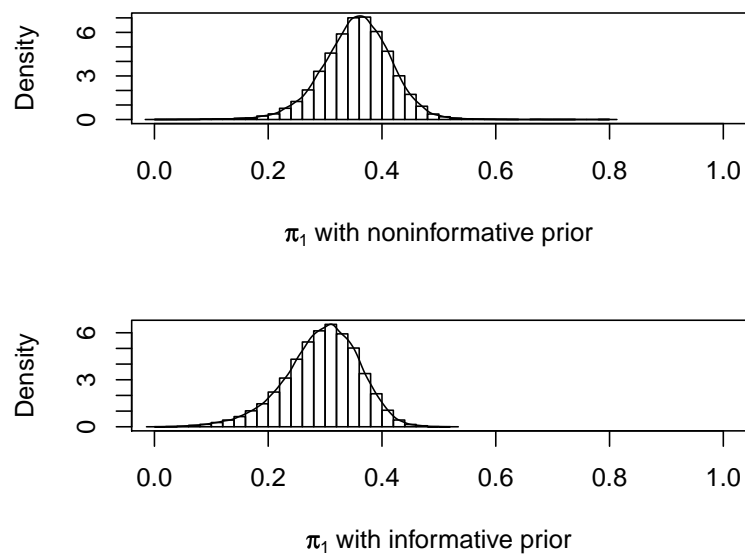 Density
6
3
0
0.0 0.2 0.4 0.6 0.8 1.0
π₁ with noninformative prior
Density
6
3
0
0.0 0.2 0.4 0.6 0.8 1.0
π₁ with informative prior